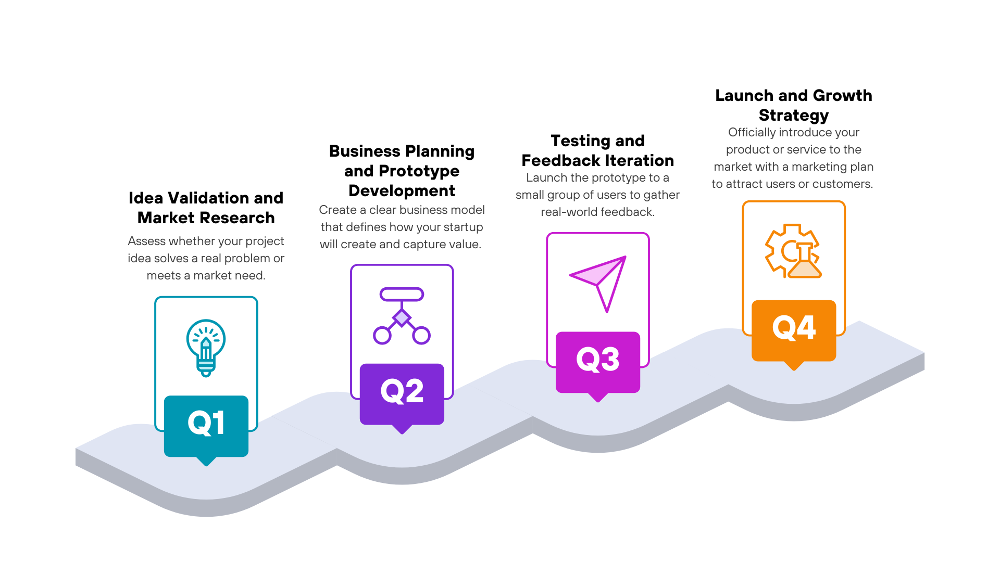 Idea Validation and
Market Research
Assess whether your project
idea solves a real problem or
meets a market need.
Q1
Business Planning
and Prototype
Development
Create a clear business model
that defines how your startup
will create and capture value.
Q2
Testing and
Feedback Iteration
Launch the prototype to a
small group of users to gather
real-world feedback.
Q3
Launch and Growth
Strategy
Officially introduce your
product or service to the
market with a marketing plan
to attract users or customers.
Q4